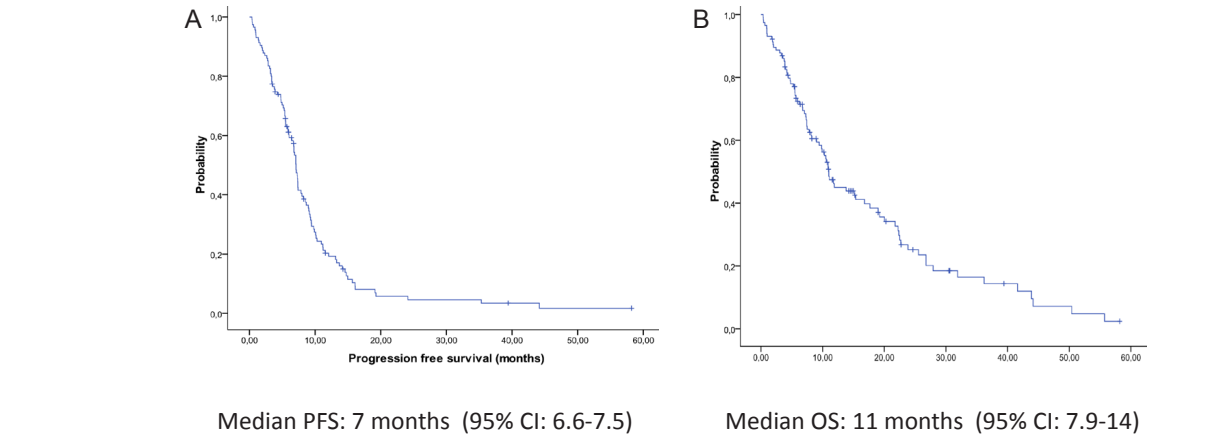 A
1,0
0,8
0,6
0,4
0,2
0,0
Probability
0,00 10,00 20,00 30,00 40,00 50,00 60,00
Progression free survival (months)
Median PFS: 7 months (95% CI: 6.6-7.5)
B
1,0
0,8
0,6
0,4
0,2
0,0
Probability
0,00 10,00 20,00 30,00 40,00 50,00 60,00
Median OS: 11 months (95% CI: 7.9-14)